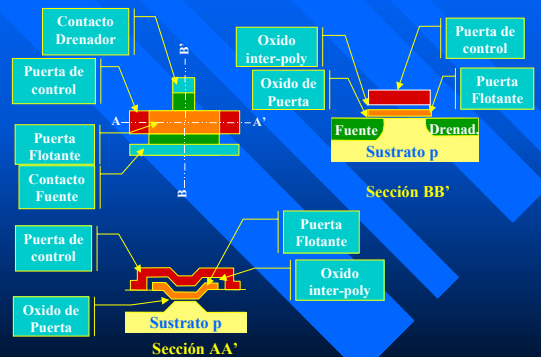 Contacto
Drenador
Puerta de
control
Puerta
Flotante
Contacto
Fuente
B'
A
A'
B
Oxido
inter-poly
Oxido de
Puerta
Puerta de
control
Puerta
Flotante
Fuente
Drenad.
Sustrato p
Sección BB'
Puerta de
control
Oxido de
Puerta
Puerta
Flotante
Oxido
inter-poly
Sustrato p
Sección AA'